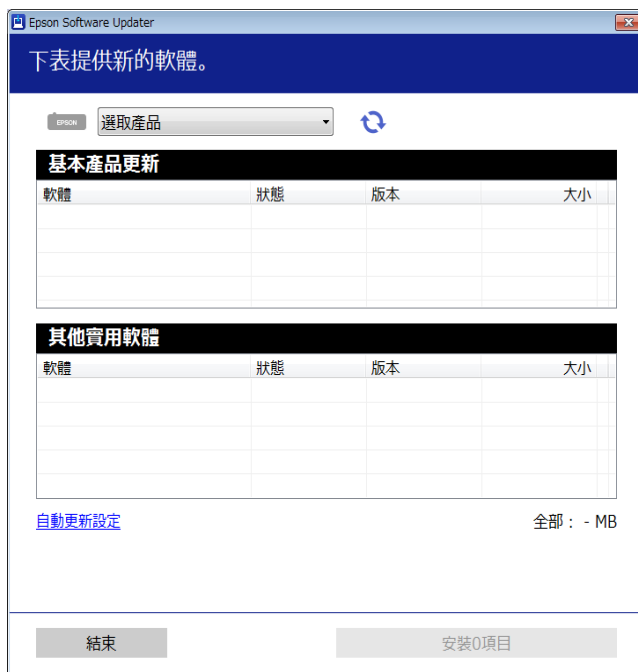 Epson Software Updater
下表提供新的軟體。
EPSON 選取產品
基本產品更新
軟體 狀態 版本 大小
其他實用軟體
軟體 狀態 版本 大小
自動更新設定 全部： - MB
結束 安裝0項目